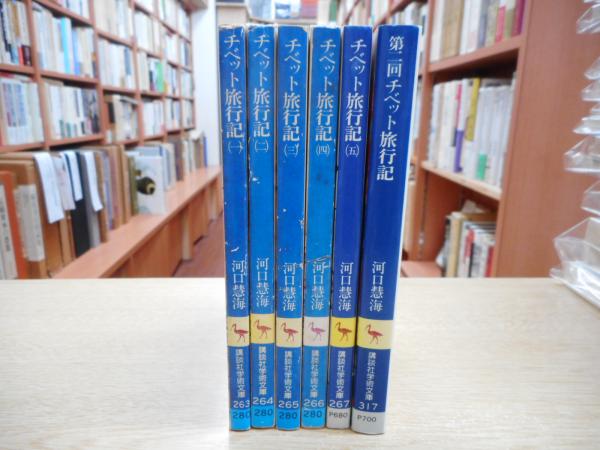 チベット旅行記(一)
河口慧海
講談社学術文庫
263
280
チベット旅行記(二)
河口慧海
講談社学術文庫
264
280
チベット旅行記(三)
河口慧海
講談社学術文庫
265
280
チベット旅行記(四)
河口慧海
講談社学術文庫
266
280
チベット旅行記(五)
河口慧海
講談社学術文庫
267
P680
第二回チベット旅行記
河口慧海
講談社学術文庫
317
P700